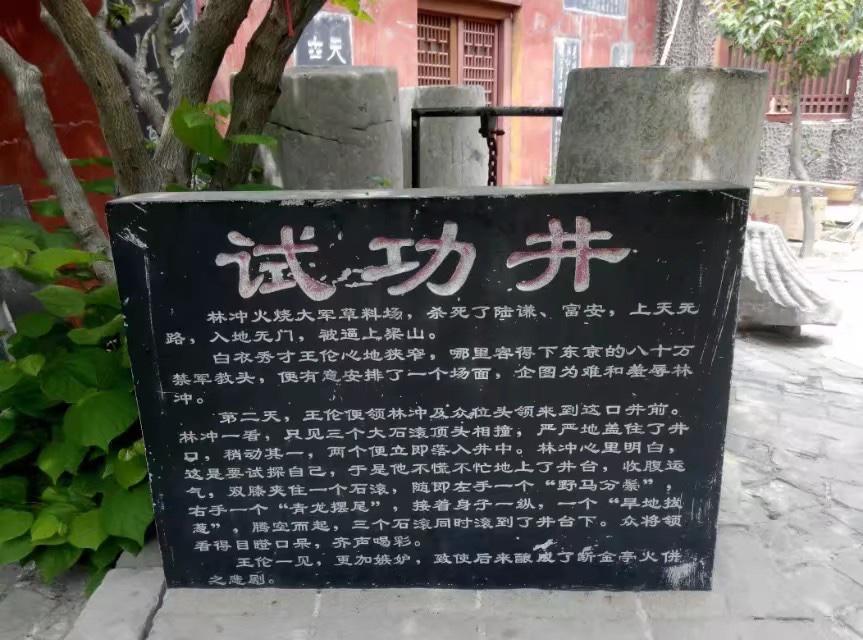 天
试功井
林冲火烧大军草料场，杀死了陆谦、富安，上天无
路，入地无门，被逼上梁山。
白衣秀才王伦心地狭窄，哪里容得下东京的八十万
禁军教头，便有意安排了一个场面，企图为难和羞辱林
冲。
第二天，王伦便领林冲及众位头领来到这口井前。
林冲一看，只见三个大石滚顶头相撞，严严地盖住了井
口，稍动其一，两个便立即落入井中。林冲心里明白，
这是要试探自己，于是他不慌不忙地上了井台，收腹运
气，双膝夹住一个石滚，随即左手一个“野马分鬃”，
右手一个“青龙摆尾”，接着身子一纵，一个“旱地拔
葱”，腾空而起，三个石滚同时滚到了井台下。众将领
看得目瞪口呆，齐声喝彩。
王伦一见，更加嫉妒，致使后来酿成了断金亭火併
之悲剧。